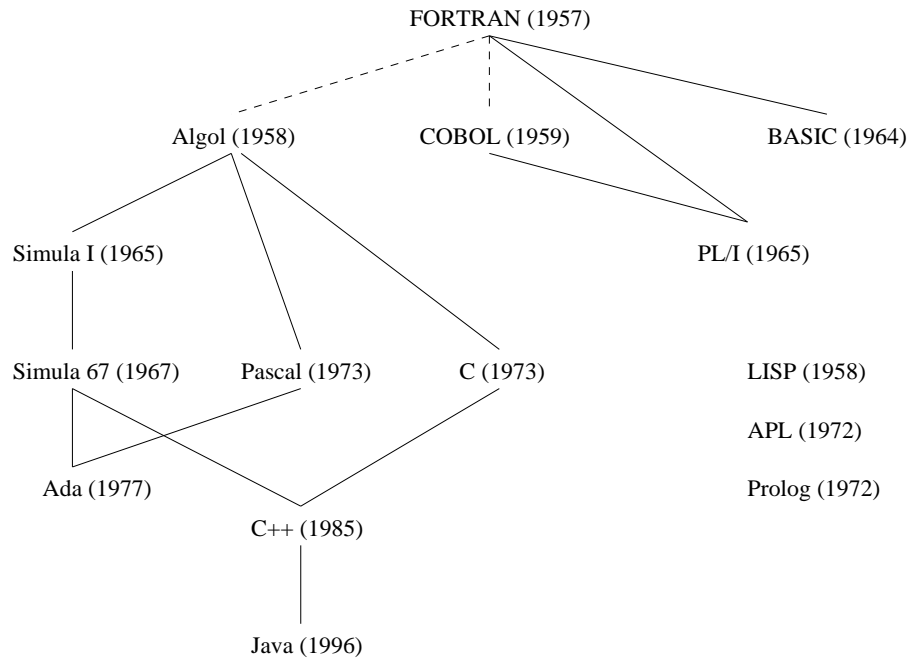 FORTRAN (1957)
Algol (1958)
COBOL (1959)
BASIC (1964)
Simula I (1965)
PL/I (1965)
Simula 67 (1967)
Pascal (1973)
C (1973)
LISP (1958)
APL (1972)
Ada (1977)
Prolog (1972)
C++ (1985)
Java (1996)